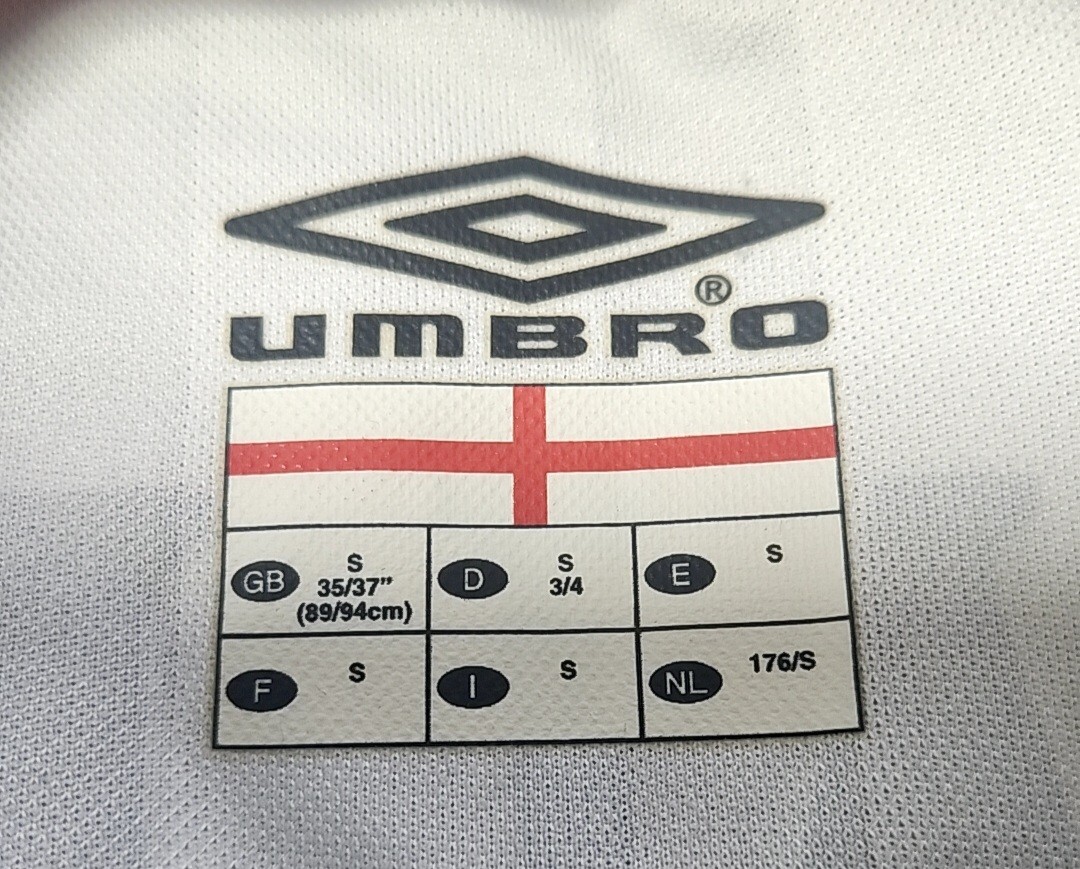 ®
UMBRO
GB S D S E S
35/37” 3/4
(89/94cm)
F S I S NL 176/S